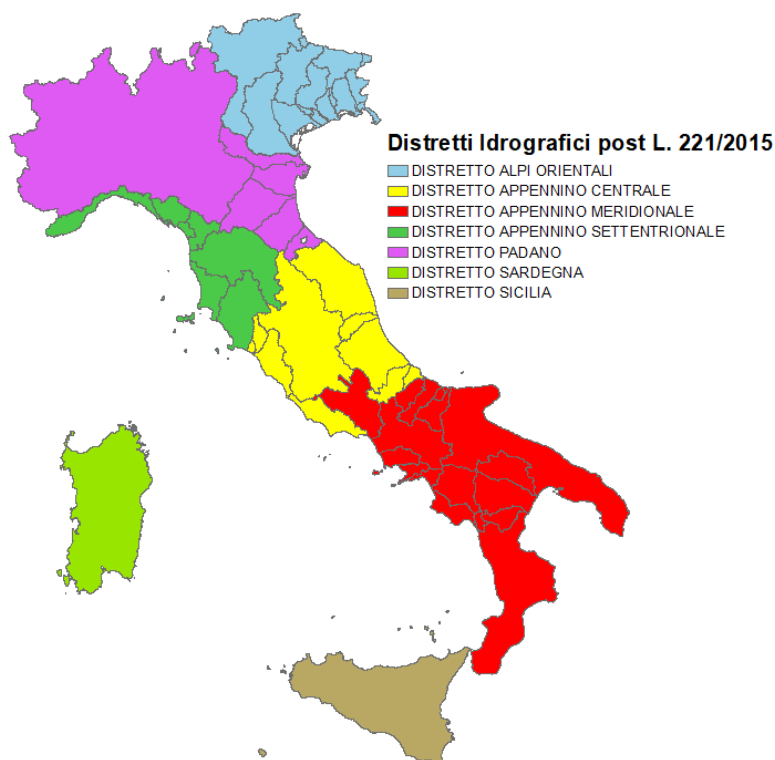 Distretti Idrografici post L. 221/2015
DISTRETTO ALPI ORIENTALI
DISTRETTO APPENNINO CENTRALE
DISTRETTO APPENNINO MERIDIONALE
DISTRETTO APPENNINO SETTENTRIONALE
DISTRETTO PADANO
DISTRETTO SARDEGNA
DISTRETTO SICILIA